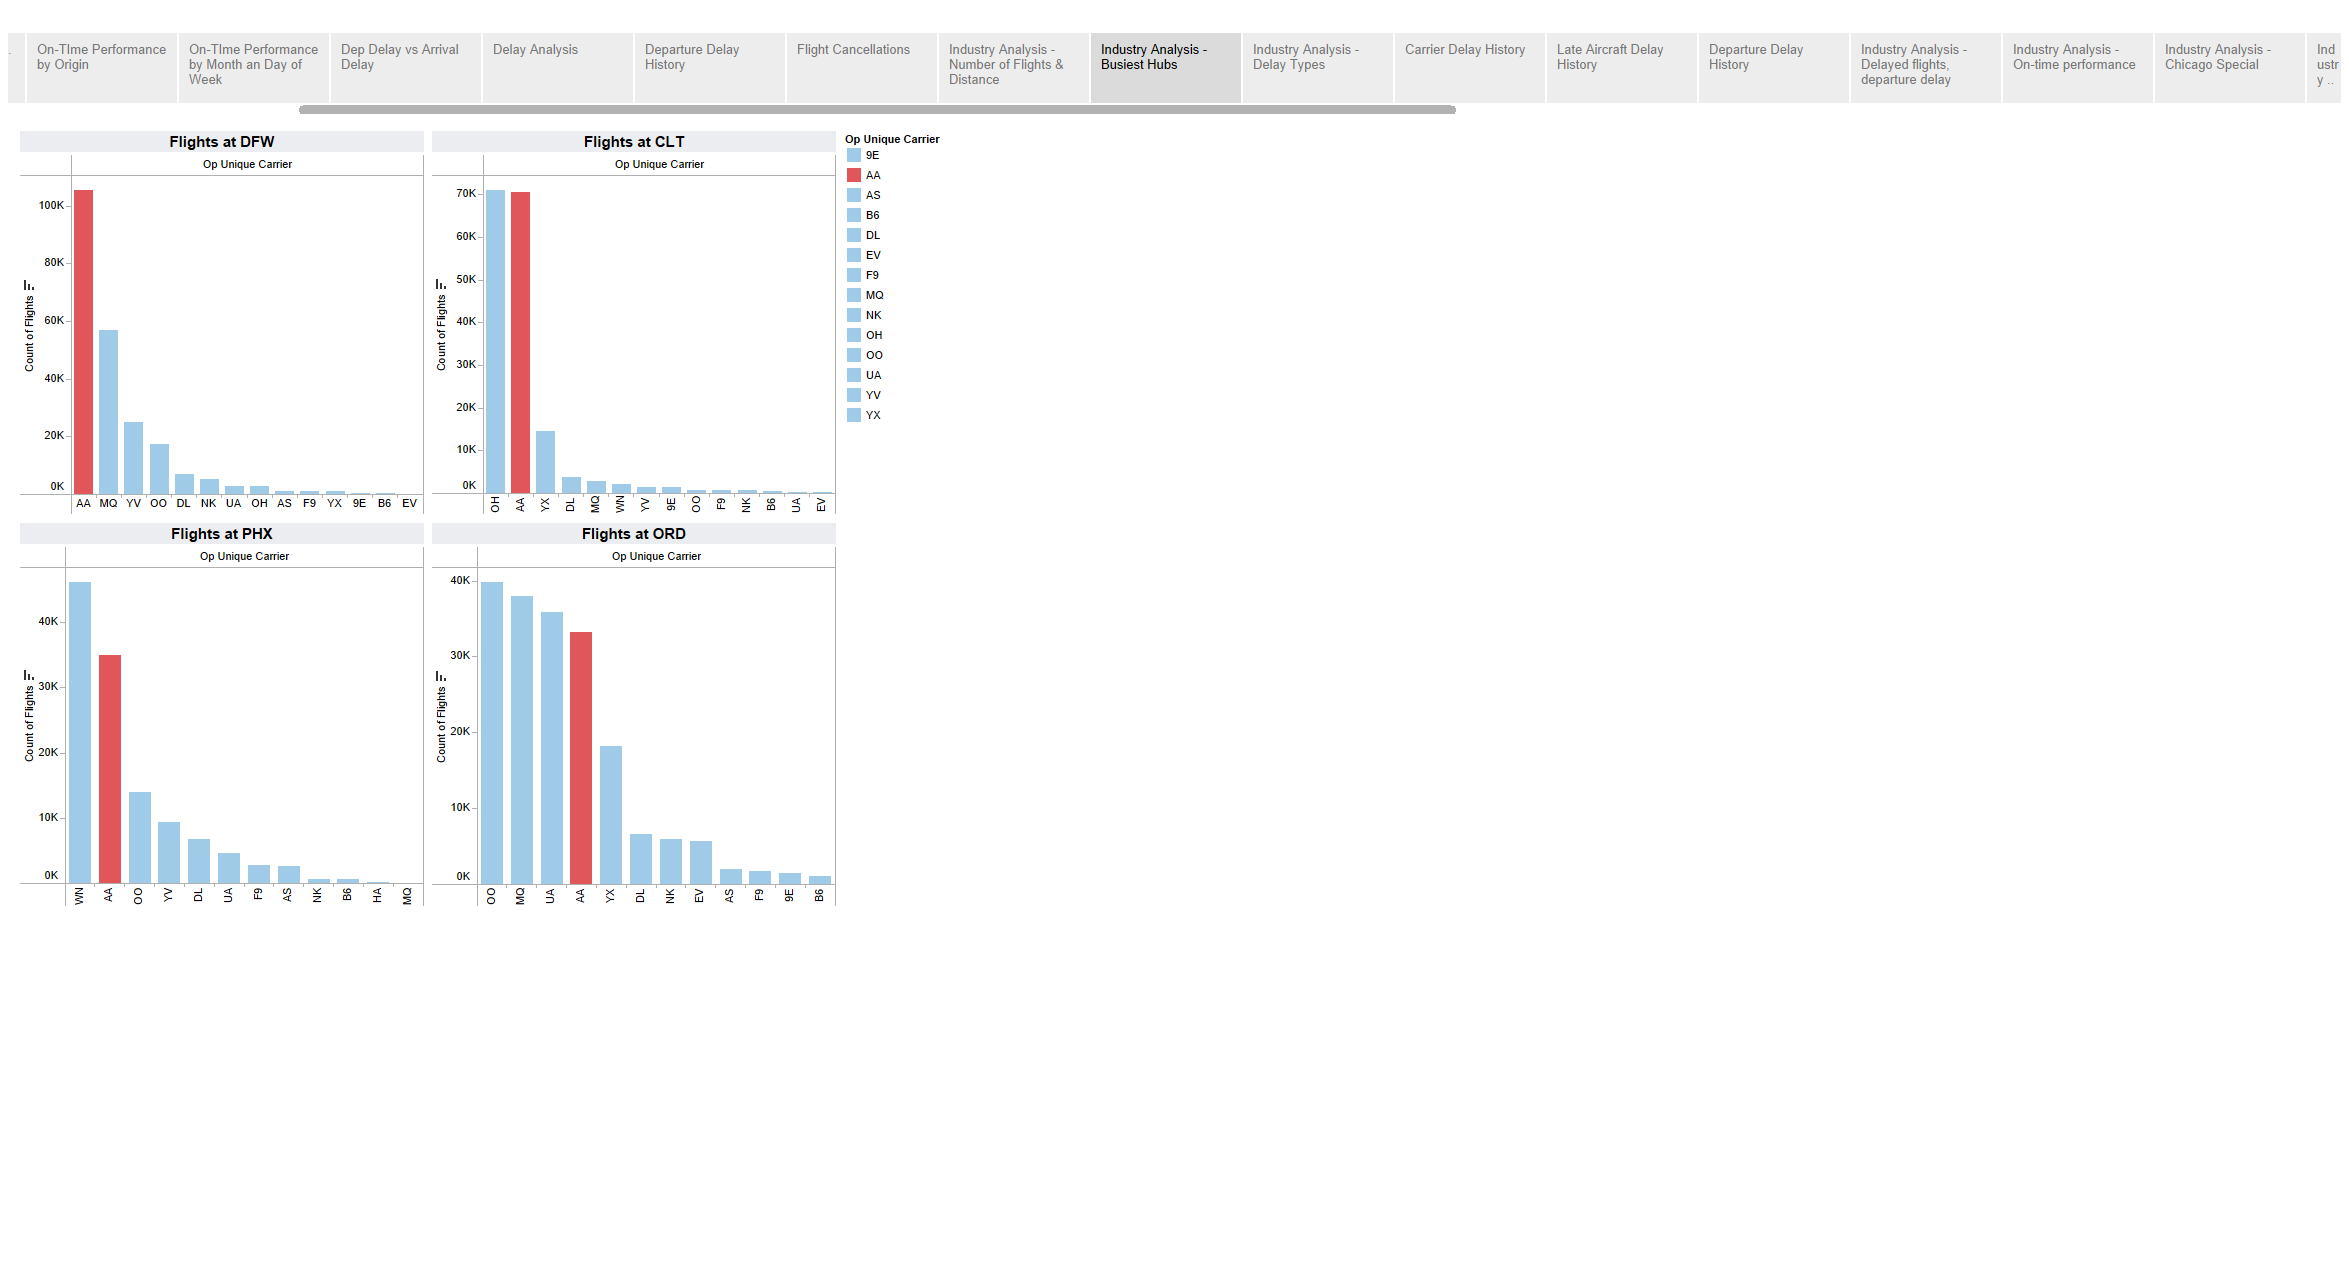 On-TIme Performance
by Origin
On-TIme Performance
by Month an Day of
Week
Dep Delay vs Arrival
Delay
Delay Analysis
Departure Delay
History
Flight Cancellations
Industry Analysis -
Number of Flights &
Distance
Industry Analysis -
Busiest Hubs
Industry Analysis -
Delay Types
Carrier Delay History
Late Aircraft Delay
History
Departure Delay
History
Industry Analysis -
Delayed flights,
departure delay
Industry Analysis -
On-time performance
Industry Analysis -
Chicago Special
Ind
ustr
y ..
Flights at DFW
Op Unique Carrier
Count of Flights
100K
80K
60K
40K
20K
0K
AA MQ YV OO DL NK UA OH AS F9 YX 9E B6 EV
Flights at CLT
Op Unique Carrier
Count of Flights
70K
60K
50K
40K
30K
20K
10K
0K
OH AA YX DL MQ WN YV 9E OO F9 NK B6 UA EV
Op Unique Carrier
9E
AA
AS
B6
DL
EV
F9
MQ
NK
OH
OO
UA
YV
YX
Flights at PHX
Op Unique Carrier
Count of Flights
40K
30K
20K
10K
0K
WN AA OO YV DL UA F9 AS NK B6 HA MQ
Flights at ORD
Op Unique Carrier
Count of Flights
40K
30K
20K
10K
0K
OO MQ UA AA YX DL NK EV AS F9 9E B6